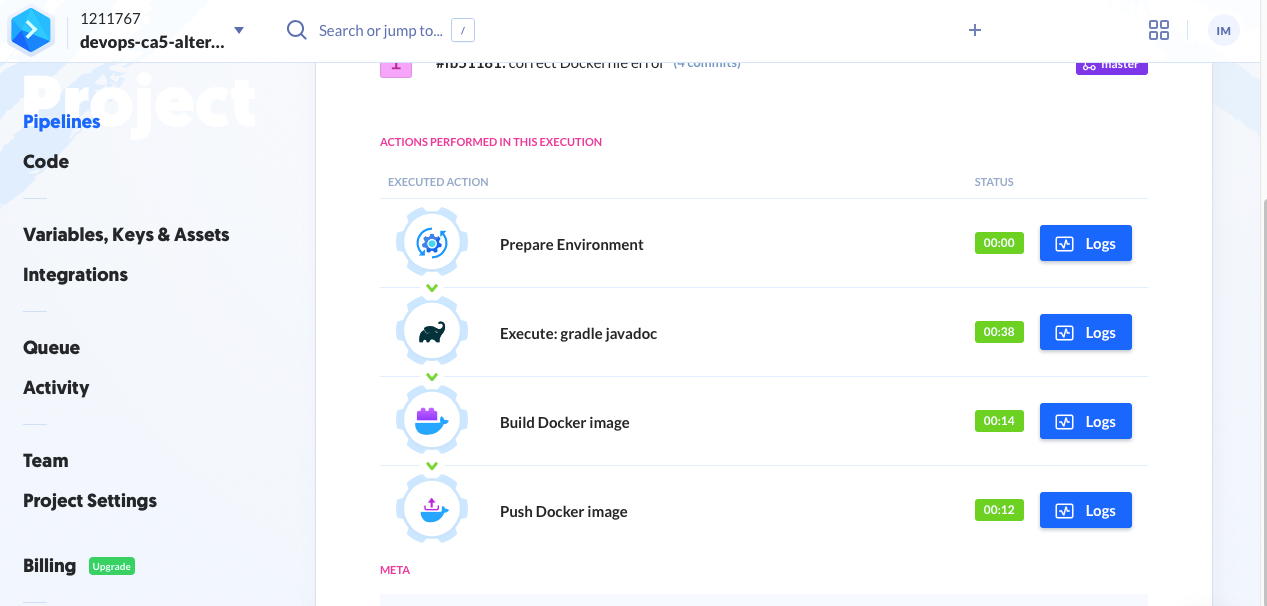 1211767
devops-ca5-alter...
Search or jump to...
/
+
IM
Project
Pipelines
Code
Variables, Keys & Assets
Integrations
Queue
Activity
Team
Project Settings
Billing Upgrade
correct Dockerfile error (4 commits)
master
ACTIONS PERFORMED IN THIS EXECUTION
EXECUTED ACTION STATUS
Prepare Environment 00:00 Logs
Execute: gradle javadoc 00:38 Logs
Build Docker image 00:14 Logs
Push Docker image 00:12 Logs
META